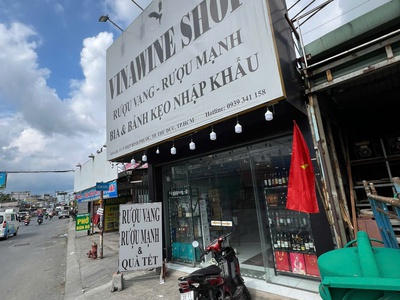 VINAWINE SHOP
RƯỢU VANG - RƯỢU MẠNH
BIA & BÁNH KẸO NHẬP KHẨU
Hotline: 0939 341 158
RƯỢU VANG
RƯỢU MẠNH
&
QUÀ TẾT